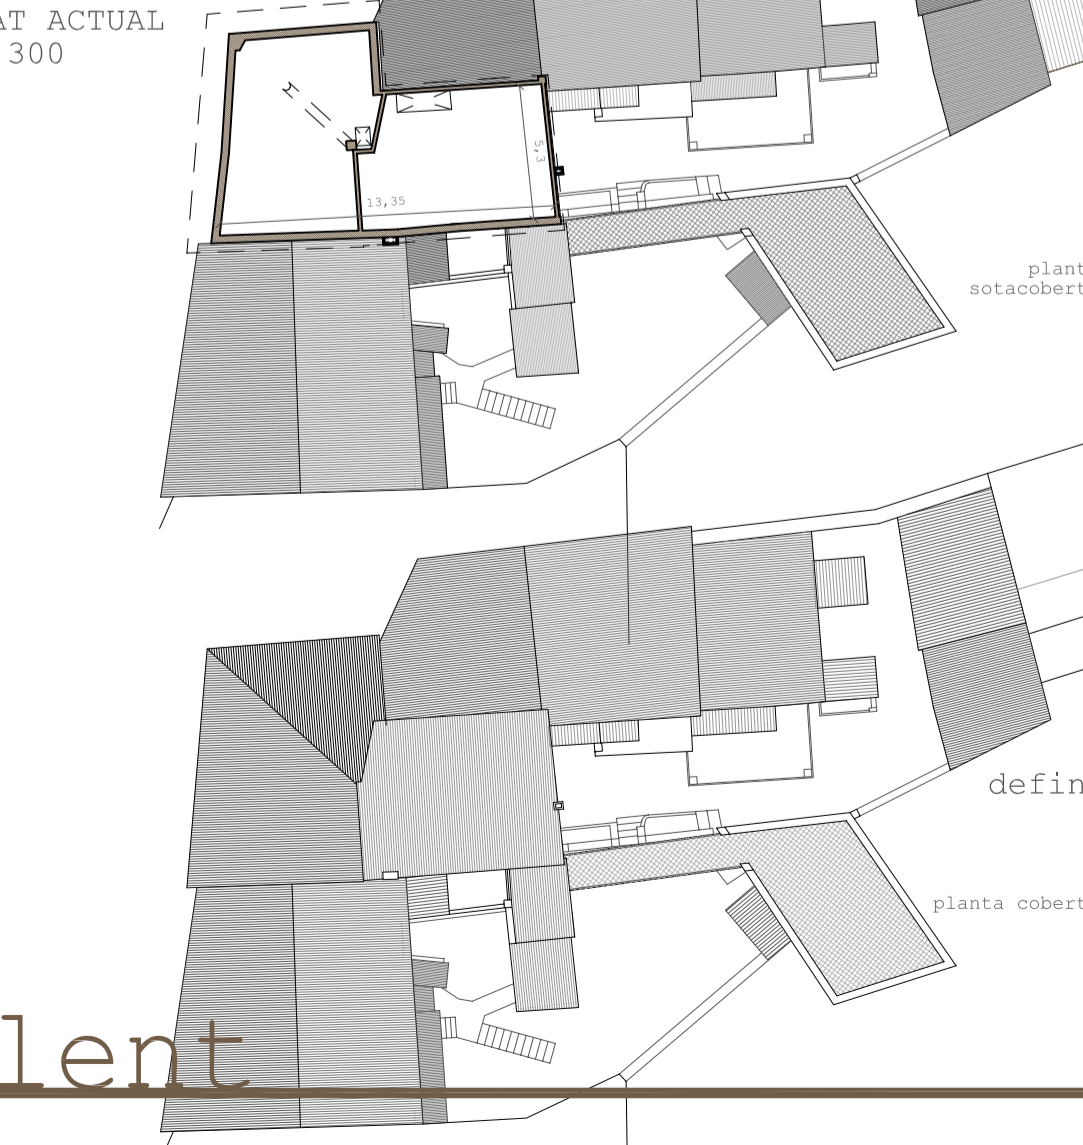 AT ACTUAL
300
5,3
13,35
plant
sotacobert
defin
planta cobert
lent